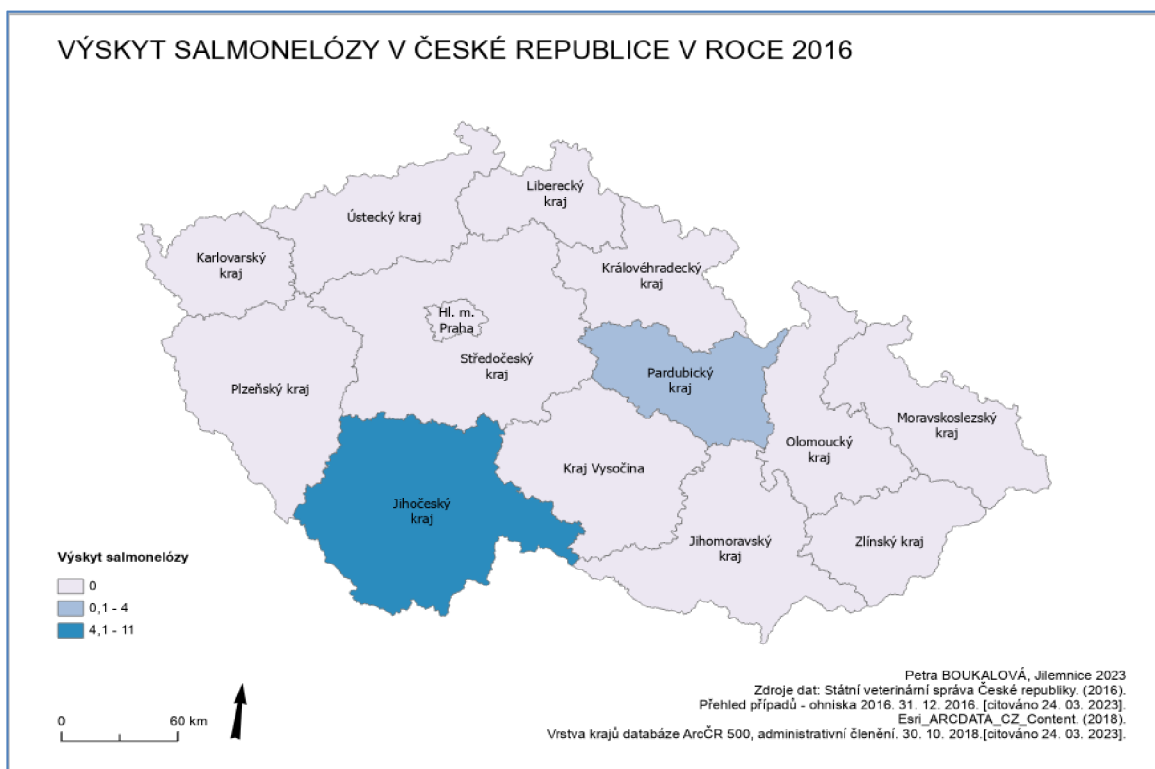 VÝSKYT SALMONELÓZY V ČESKÉ REPUBLICE V ROCE 2016
Liberecký
kraj
Ústecký kraj
Karlovarský
kraj
Královéhradecký
kraj
Hl. m.
Praha
Středočeský
kraj
Pardubický
kraj
Plzeňský kraj
Moravskoslezský
kraj
Olomoucký
kraj
Kraj Vysočina
Jihočeský
kraj
Jihomoravský
kraj
Zlínský kraj
Výskyt salmonelózy
0
0,1 - 4
4,1 - 11
0 60 km
Petra BOUKALOVÁ, Jilemnice 2023
Zdroje dat: Státní veterinární správa České republiky. (2016).
Přehled případů - ohniska 2016. 31. 12. 2016. [citováno 24. 03. 2023].
Esri_ARCDATA_CZ_Content. (2018).
Vrstva krajů databáze ArcČR 500, administrativní členění. 30. 10. 2018.[citováno 24. 03. 2023].